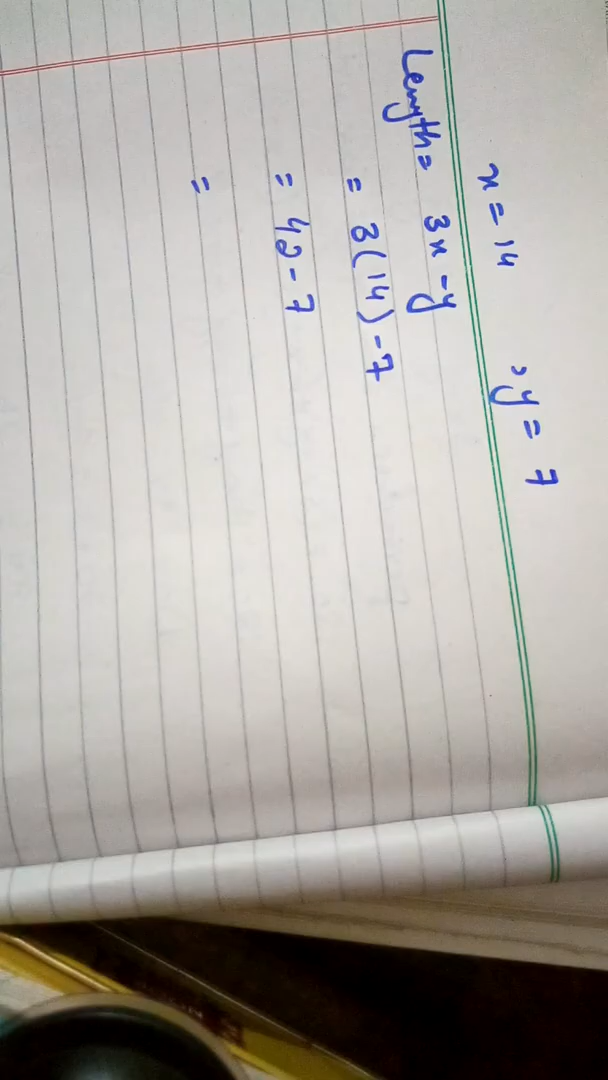 x = 14 , y = 7
Length = 3x - y
= 3(14) - 7
= 42 - 7
=